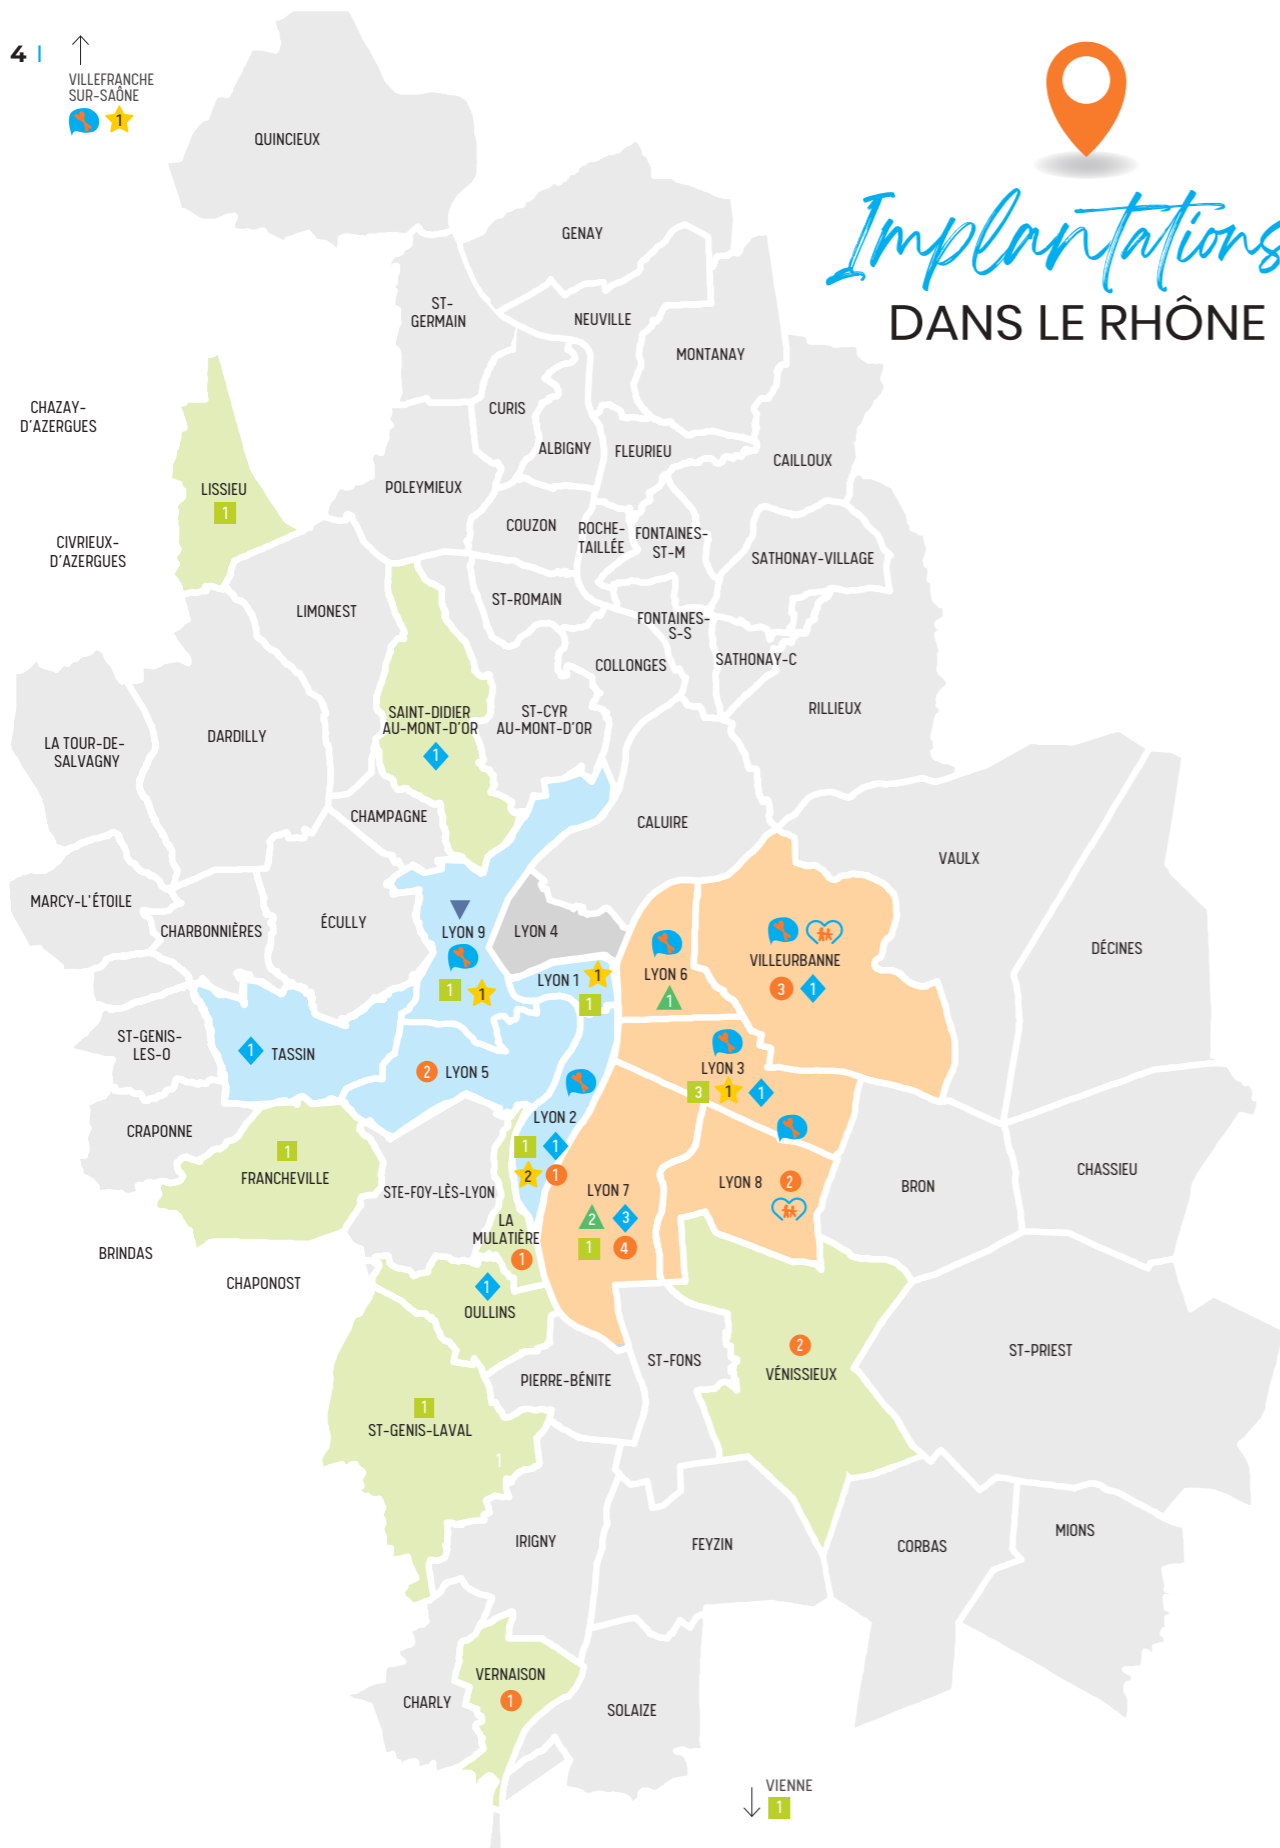 4 |
VILLEFRANCHE
SUR-SAÔNE
1
Implantations
DANS LE RHÔNE
QUINCIEUX
GENAY
ST-
GERMAIN
NEUVILLE
MONTANAY
CHAZAY-
D'AZERGUES
CURIS
ALBIGNY
FLEURIEU
CAILLOUX
LISSIEU
1
POLEYMIEUX
COUZON
ROCHE-
TAILLÉE
FONTAINES-
ST-M
CIVRIEUX-
D'AZERGUES
SATHONAY-VILLAGE
LIMONEST
ST-ROMAIN
FONTAINES-
S-S
COLLONGES
SATHONAY-C
SAINT-DIDIER
AU-MONT-D'OR
1
ST-CYR
AU-MONT-D'OR
RILLIEUX
LA TOUR-DE-
SALVAGNY
DARDILLY
CHAMPAGNE
CALUIRE
VAULX
MARCY-L'ÉTOILE
CHARBONNIÈRES
ÉCULLY
LYON 9
1 1
LYON 4
LYON 1 1
1
LYON 6
1
VILLEURBANNE
3 1
DÉCINES
ST-GENIS-
LES-O
1 TASSIN
2 LYON 5
LYON 3
3 1 1
CRAPONNE
LYON 2
1 1
2 1
1
FRANCHEVILLE
STE-FOY-LÈS-LYON
LYON 7
2 3
1 4
LYON 8 2
BRON
CHASSIEU
LA
MULATIÈRE
1
BRINDAS
CHAPONOST
1
OULLINS
PIERRE-BÉNITE
ST-FONS
2
VÉNISSIEUX
ST-PRIEST
1
ST-GENIS-LAVAL
1
IRIGNY
FEYZIN
CORBAS
MIONS
VERNAISON
1
CHARLY
SOLAIZE
VIENNE
1